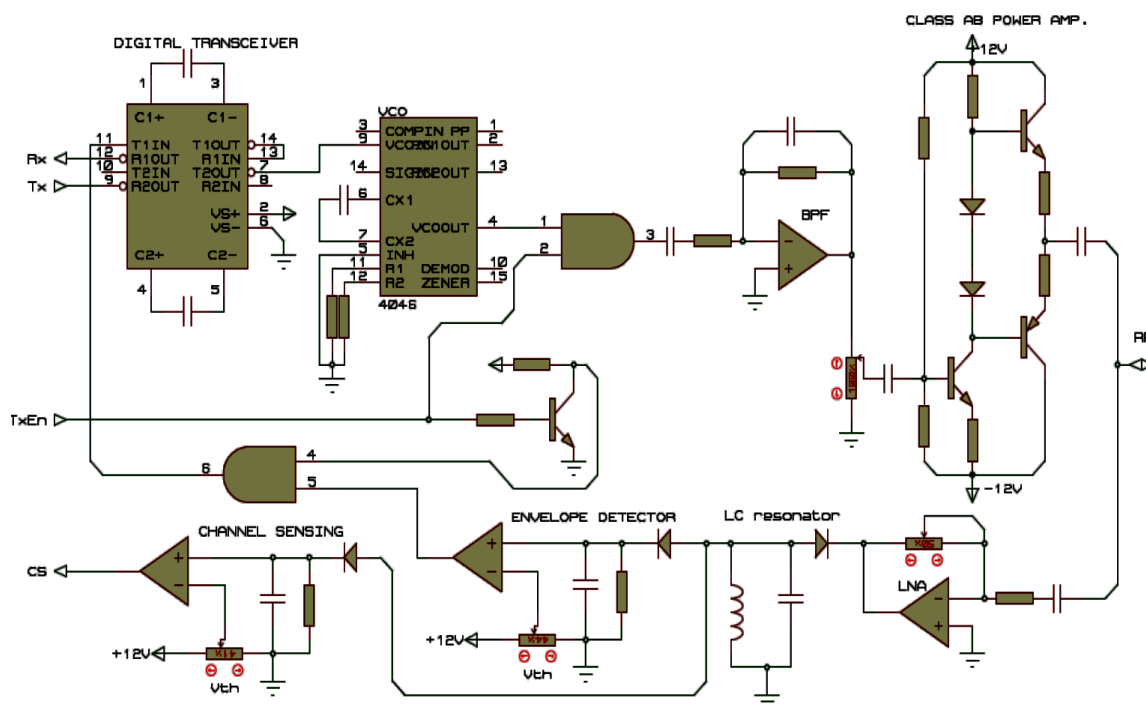 CLASS AB POWER AMP.
12V
DIGITAL TRANSCEIVER
1
3
C1+
C1-
11
T1IN
T1OUT
14
Rx
12
R1OUT
R1IN
13
10
T2IN
T2OUT
7
Tx
9
R2OUT
R2IN
8
VS+
2
VS-
6
C2+
C2-
4
5
VCO
3
COMPIN
PP
1
9
2
14
13
6
CX1
VCOOUT
4
7
CX2
5
INH
11
R1
DEMOD
10
12
R2
ZENER
15
4046
1
2
3
BPF
-
+
RF
TxEn
6
4
5
-12V
CHANNEL SENSING
ENVELOPE DETECTOR
LC resonator
50%
CS
+
-
+
-
LNA
-
+
+12V
41%
Vth
+12V
44%
Vth